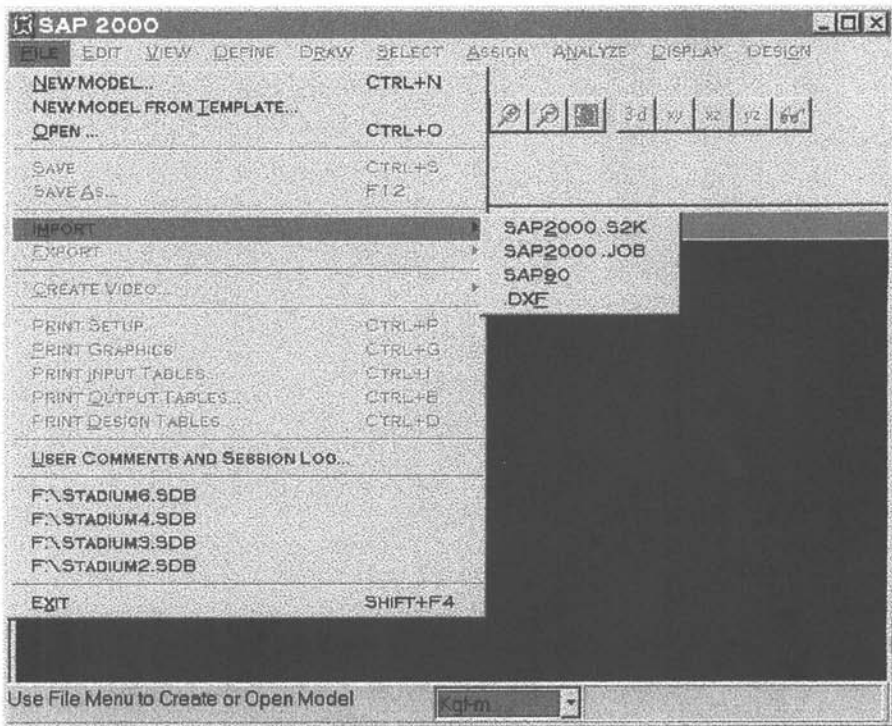 SAP 2000
FILE EDIT VIEW DEFINE DRAW SELECT ASSIGN ANALYZE DISPLAY DESIGN
NEW MODEL... CTRL+N
NEW MODEL FROM TEMPLATE...
OPEN ... CTRL+O
3-d xy xz yz
SAVE CTRL+S
SAVE AS... F12
IMPORT SAP2000 .S2K
EXPORT SAP2000 .JOB
SAP90
CREATE VIDEO...
.DXF
PRINT SETUP... CTRL+P
PRINT GRAPHICS CTRL+G
PRINT INPUT TABLES... CTRL+I
PRINT OUTPUT TABLES... CTRL+B
PRINT DESIGN TABLES CTRL+D
USER COMMENTS AND SESSION LOG...
F:\STADIUM6.SDB
F:\STADIUM4.SDB
F:\STADIUM3.SDB
F:\STADIUM2.SDB
EXIT SHIFT+F4
Use File Menu to Create or Open Model Kgf-m